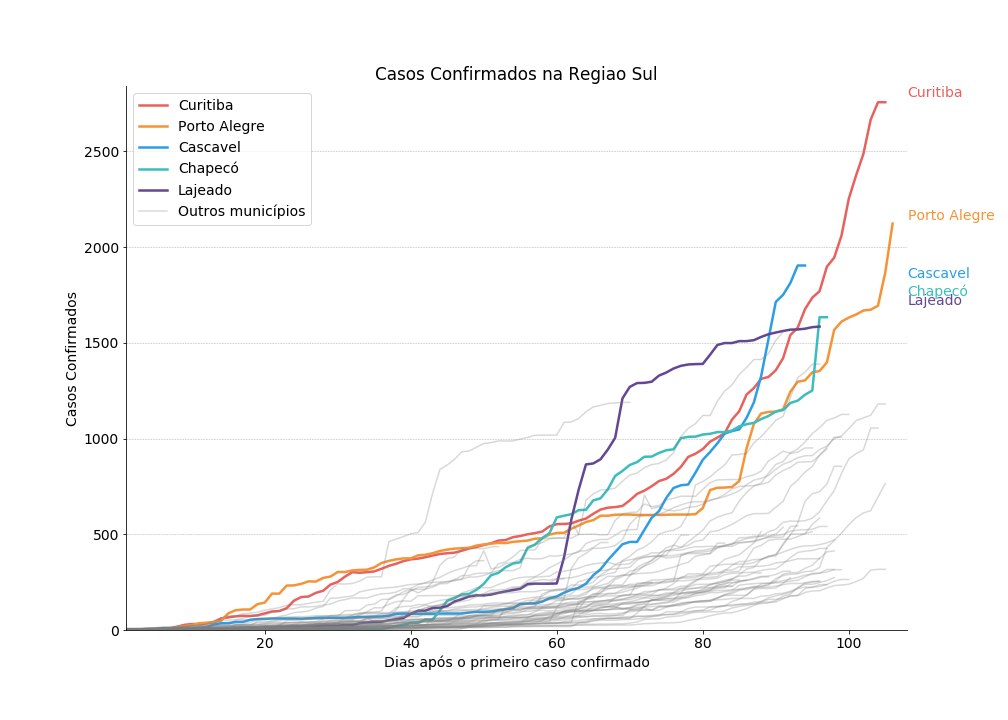 Casos Confirmados na Regiao Sul
Curitiba
Porto Alegre
Cascavel
Chapecó
Lajeado
Outros municípios
Curitiba
Porto Alegre
Cascavel
Chapecó
Lajeado
2500
2000
1500
1000
500
0
Casos Confirmados
20
40
60
80
100
Dias após o primeiro caso confirmado